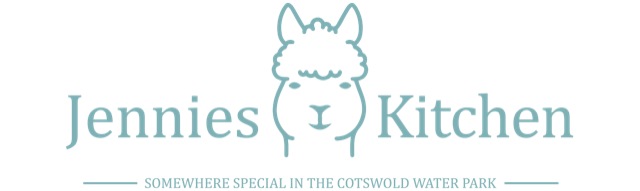 Jennies Kitchen
SOMEWHERE SPECIAL IN THE COTSWOLD WATER PARK